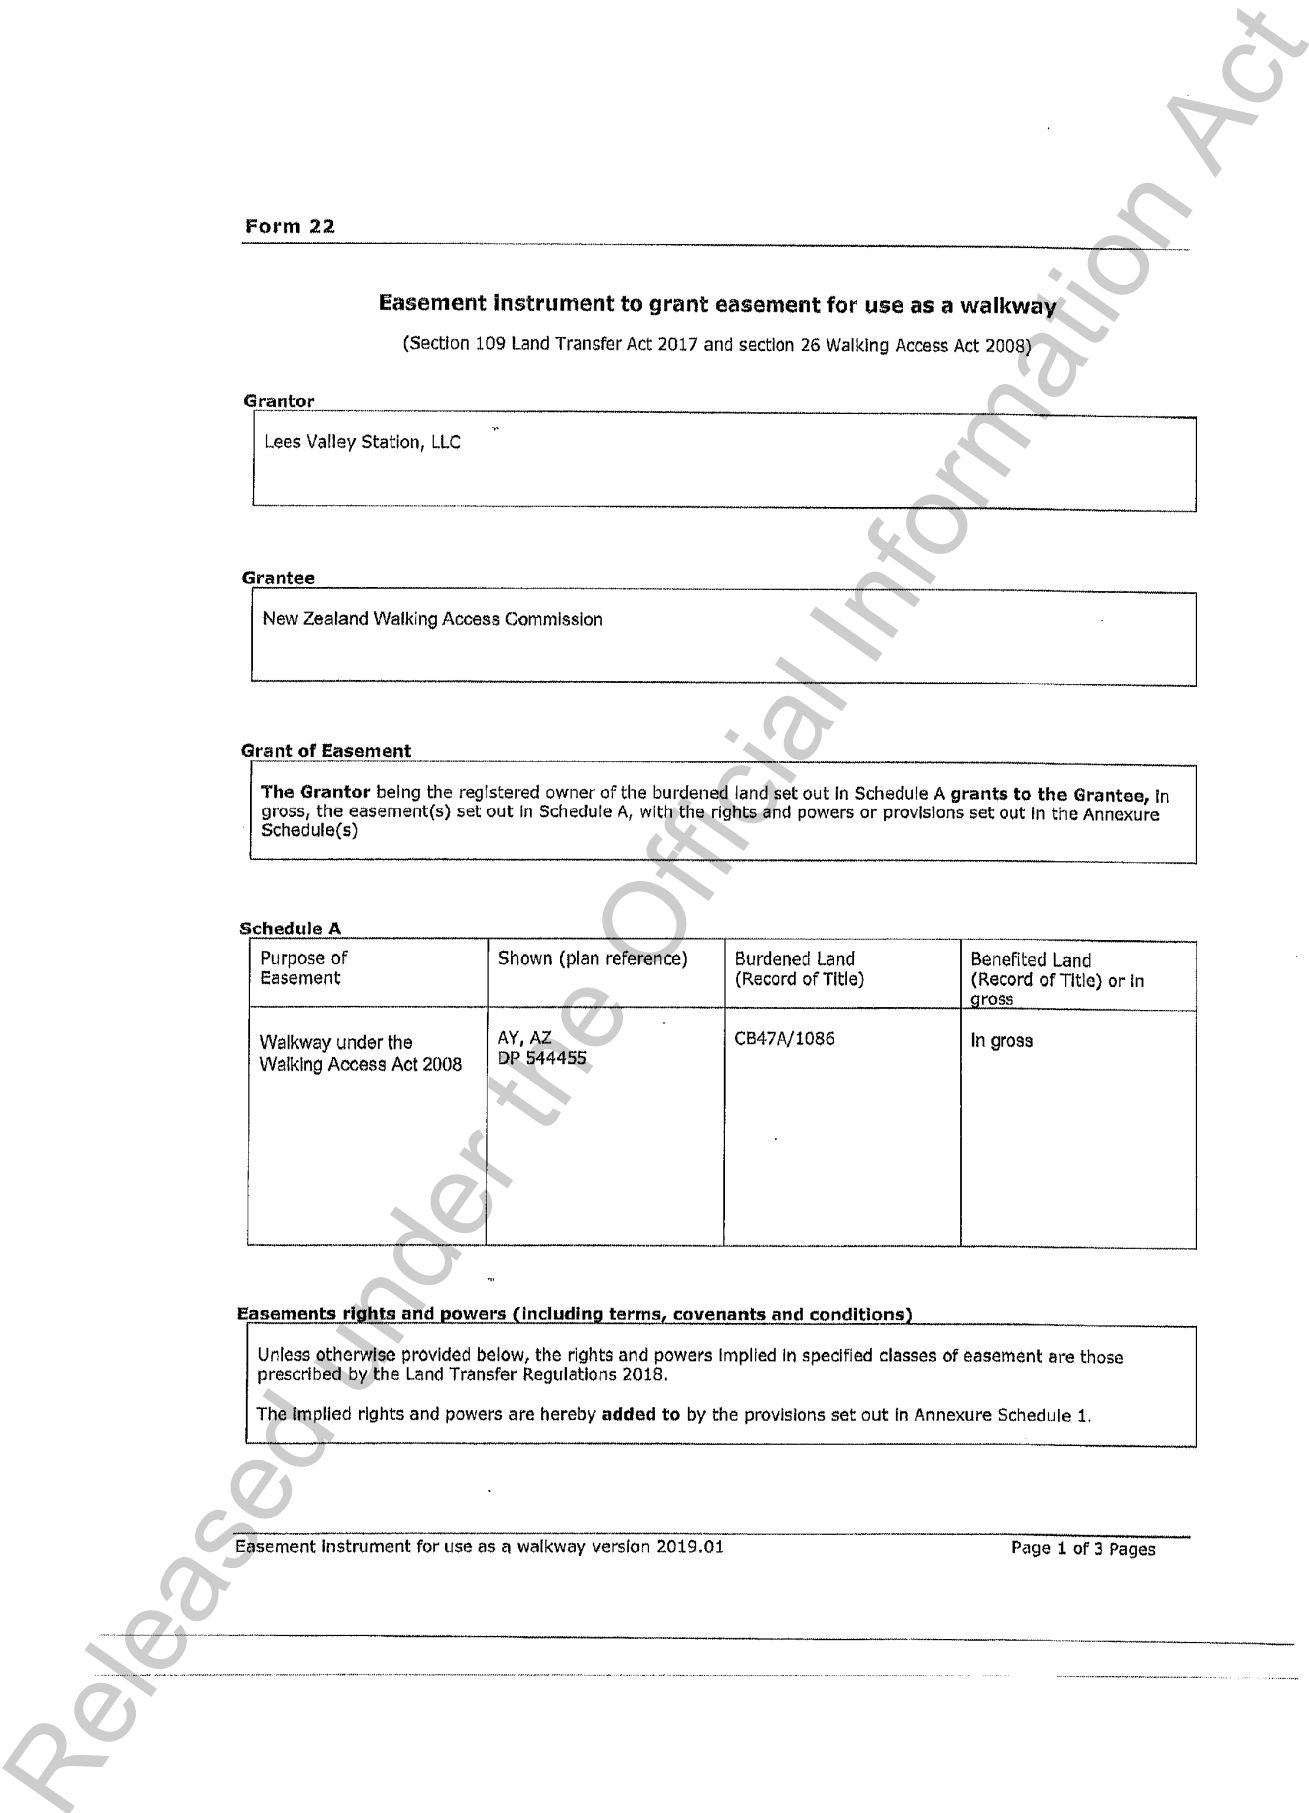 Form 22
Easement instrument to grant easement for use as a walkway
(Section 109 Land Transfer Act 2017 and section 26 Walking Access Act 2008)
Grantor
Lees Valley Station, LLC
Grantee
New Zealand Walking Access Commission
Grant of Easement
The Grantor being the registered owner of the burdened land set out in Schedule A grants to the Grantee, in
gross, the easement(s) set out in Schedule A, with the rights and powers or provisions set out in the Annexure
Schedule(s)
Schedule A
Purpose of
Easement
Shown (plan reference)
Burdened Land
(Record of Title)
Benefited Land
(Record of Title) or in
gross
Walkway under the
Walking Access Act 2008
AY, AZ
DP 544455
CB47A/1086
In gross
Easements rights and powers (including terms, covenants and conditions)
Unless otherwise provided below, the rights and powers implied in specified classes of easement are those
prescribed by the Land Transfer Regulations 2018.
The implied rights and powers are hereby added to by the provisions set out in Annexure Schedule 1.
Easement instrument for use as a walkway version 2019.01
Page 1 of 3 Pages
Released under the Official Information Act